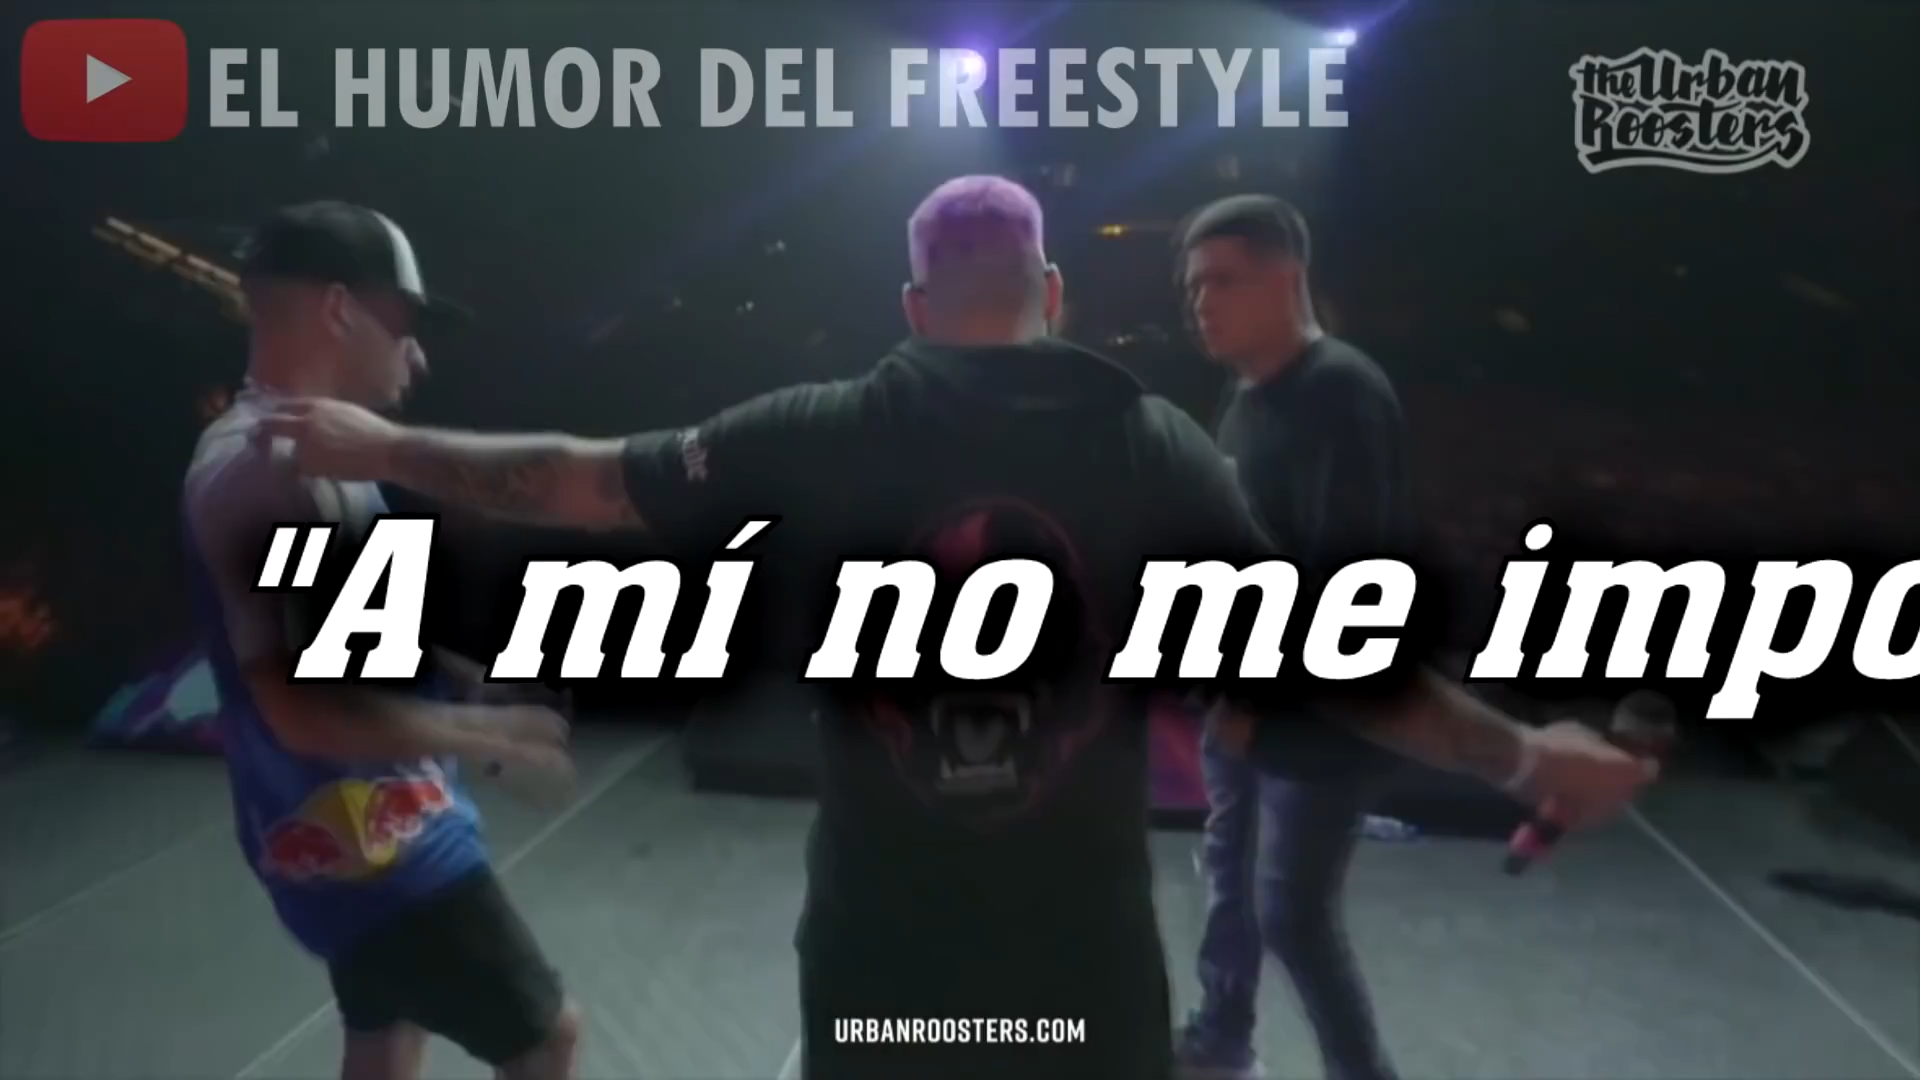 EL HUMOR DEL FREESTYLE
the Urban
Roosters
"A mí no me impo
URBANROOSTERS.COM